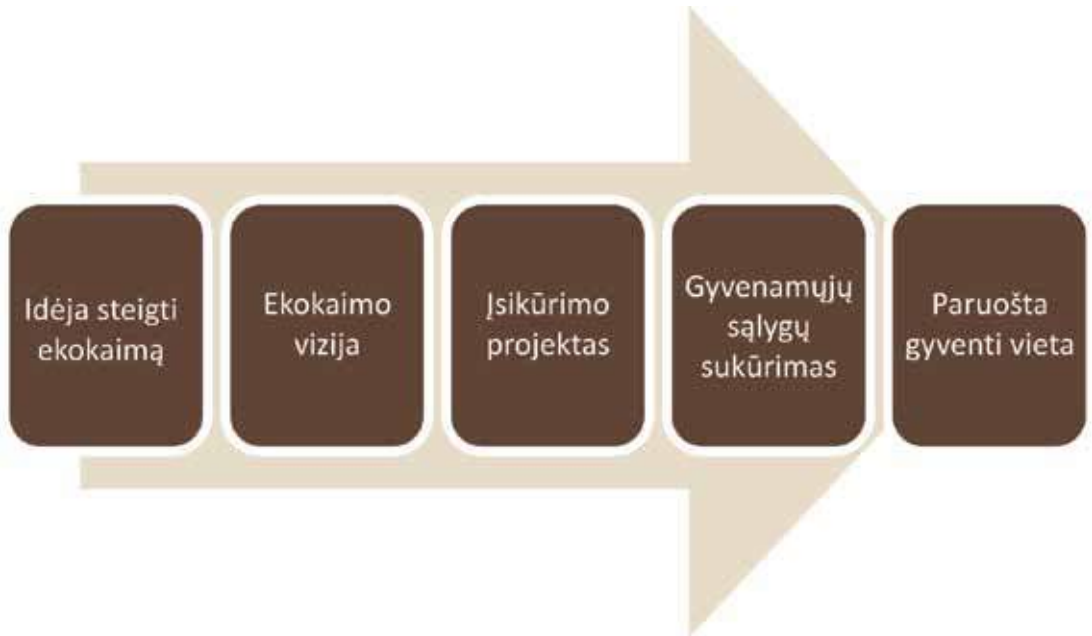 Idėja steigti
ekokaimą
Ekokaimo
vizija
Įsikūrimo
projektas
Gyvenamųjų
sąlygų
sukūrimas
Paruošta
gyventi vieta